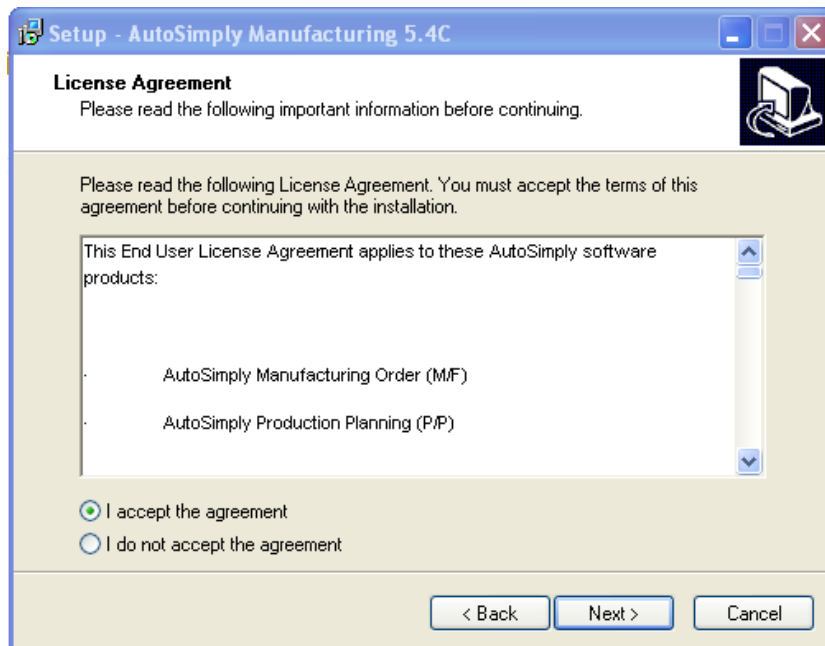 Setup - AutoSimply Manufacturing 5.4C
License Agreement
Please read the following important information before continuing.
Please read the following License Agreement. You must accept the terms of this
agreement before continuing with the installation.
This End User License Agreement applies to these AutoSimply software
products:
· AutoSimply Manufacturing Order (M/F)
· AutoSimply Production Planning (P/P)
I accept the agreement
I do not accept the agreement
< Back Next > Cancel